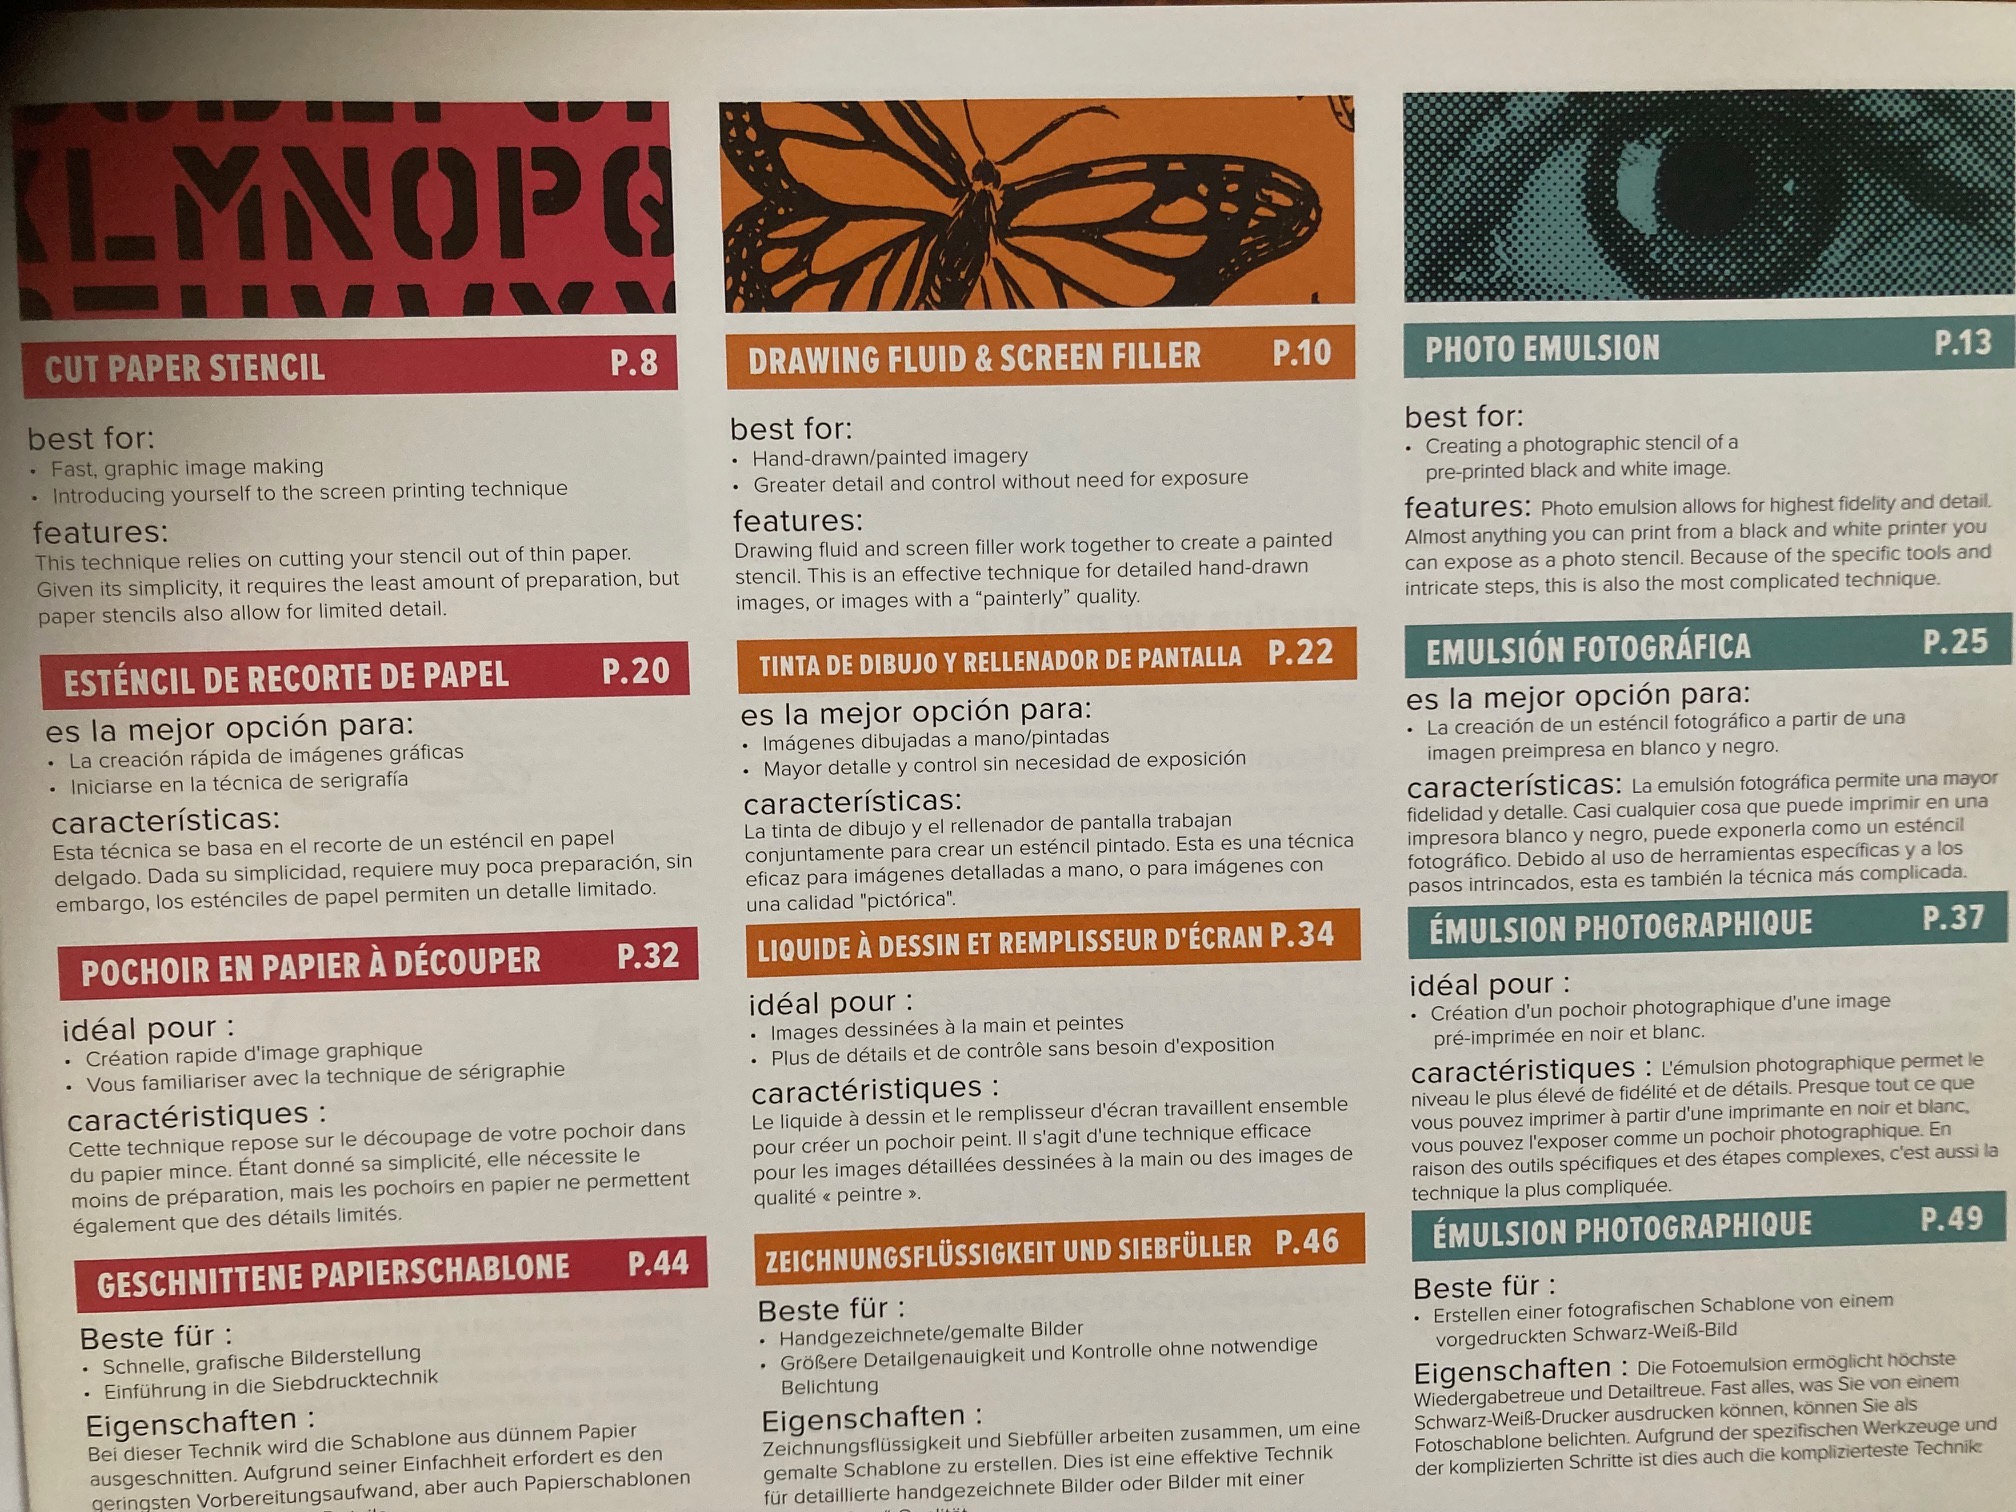 KLMNOPQ
CUT PAPER STENCIL P.8
best for:
• Fast, graphic image making
• Introducing yourself to the screen printing technique
features:
This technique relies on cutting your stencil out of thin paper.
Given its simplicity, it requires the least amount of preparation, but
paper stencils also allow for limited detail.
ESTÉNCIL DE RECORTE DE PAPEL P.20
es la mejor opción para:
• La creación rápida de imágenes gráficas
• Iniciarse en la técnica de serigrafía
características:
Esta técnica se basa en el recorte de un esténcil en papel
delgado. Dada su simplicidad, requiere muy poca preparación, sin
embargo, los esténciles de papel permiten un detalle limitado.
POCHOIR EN PAPIER À DÉCOUPER P.32
idéal pour :
• Création rapide d'image graphique
• Vous familiariser avec la technique de sérigraphie
caractéristiques :
Cette technique repose sur le découpage de votre pochoir dans
du papier mince. Étant donné sa simplicité, elle nécessite le
moins de préparation, mais les pochoirs en papier ne permettent
également que des détails limités.
GESCHNITTENE PAPIERSCHABLONE P.44
Beste für :
• Schnelle, grafische Bilderstellung
• Einführung in die Siebdrucktechnik
Eigenschaften :
Bei dieser Technik wird die Schablone aus dünnem Papier
ausgeschnitten. Aufgrund seiner Einfachheit erfordert es den
geringsten Vorbereitungsaufwand, aber auch Papierschablonen
DRAWING FLUID & SCREEN FILLER P.10
best for:
• Hand-drawn/painted imagery
• Greater detail and control without need for exposure
features:
Drawing fluid and screen filler work together to create a painted
stencil. This is an effective technique for detailed hand-drawn
images, or images with a “painterly” quality.
TINTA DE DIBUJO Y RELLENADOR DE PANTALLA P.22
es la mejor opción para:
• Imágenes dibujadas a mano/pintadas
• Mayor detalle y control sin necesidad de exposición
características:
La tinta de dibujo y el rellenador de pantalla trabajan
conjuntamente para crear un esténcil pintado. Esta es una técnica
eficaz para imágenes detalladas a mano, o para imágenes con
una calidad "pictórica".
LIQUIDE À DESSIN ET REMPLISSEUR D'ÉCRAN P.34
idéal pour :
• Images dessinées à la main et peintes
• Plus de détails et de contrôle sans besoin d'exposition
caractéristiques :
Le liquide à dessin et le remplisseur d'écran travaillent ensemble
pour créer un pochoir peint. Il s'agit d'une technique efficace
pour les images détaillées dessinées à la main ou des images de
qualité « peintre ».
ZEICHNUNGSFLÜSSIGKEIT UND SIEBFÜLLER P.46
Beste für :
• Handgezeichnete/gemalte Bilder
• Größere Detailgenauigkeit und Kontrolle ohne notwendige
Belichtung
Eigenschaften :
Zeichnungsflüssigkeit und Siebfüller arbeiten zusammen, um eine
gemalte Schablone zu erstellen. Dies ist eine effektive Technik
für detaillierte handgezeichnete Bilder oder Bilder mit einer
PHOTO EMULSION P.13
best for:
• Creating a photographic stencil of a
pre-printed black and white image.
features: Photo emulsion allows for highest fidelity and detail.
Almost anything you can print from a black and white printer you
can expose as a photo stencil. Because of the specific tools and
intricate steps, this is also the most complicated technique.
EMULSIÓN FOTOGRÁFICA P.25
es la mejor opción para:
• La creación de un esténcil fotográfico a partir de una
imagen preimpresa en blanco y negro.
características: La emulsión fotográfica permite una mayor
fidelidad y detalle. Casi cualquier cosa que puede imprimir en una
impresora blanco y negro, puede exponerla como un esténcil
fotográfico. Debido al uso de herramientas específicas y a los
pasos intrincados, esta es también la técnica más complicada.
ÉMULSION PHOTOGRAPHIQUE P.37
idéal pour :
• Création d'un pochoir photographique d'une image
pré-imprimée en noir et blanc.
caractéristiques : L'émulsion photographique permet le
niveau le plus élevé de fidélité et de détails. Presque tout ce que
vous pouvez imprimer à partir d'une imprimante en noir et blanc,
vous pouvez l'exposer comme un pochoir photographique. En
raison des outils spécifiques et des étapes complexes, c'est aussi la
technique la plus compliquée.
ÉMULSION PHOTOGRAPHIQUE P.49
Beste für :
• Erstellen einer fotografischen Schablone von einem
vorgedruckten Schwarz-Weiß-Bild
Eigenschaften : Die Fotoemulsion ermöglicht höchste
Wiedergabetreue und Detailtreue. Fast alles, was Sie von einem
Schwarz-Weiß-Drucker ausdrucken können, können Sie als
Fotoschablone belichten. Aufgrund der spezifischen Werkzeuge und
der komplizierten Schritte ist dies auch die komplizierteste Technik.